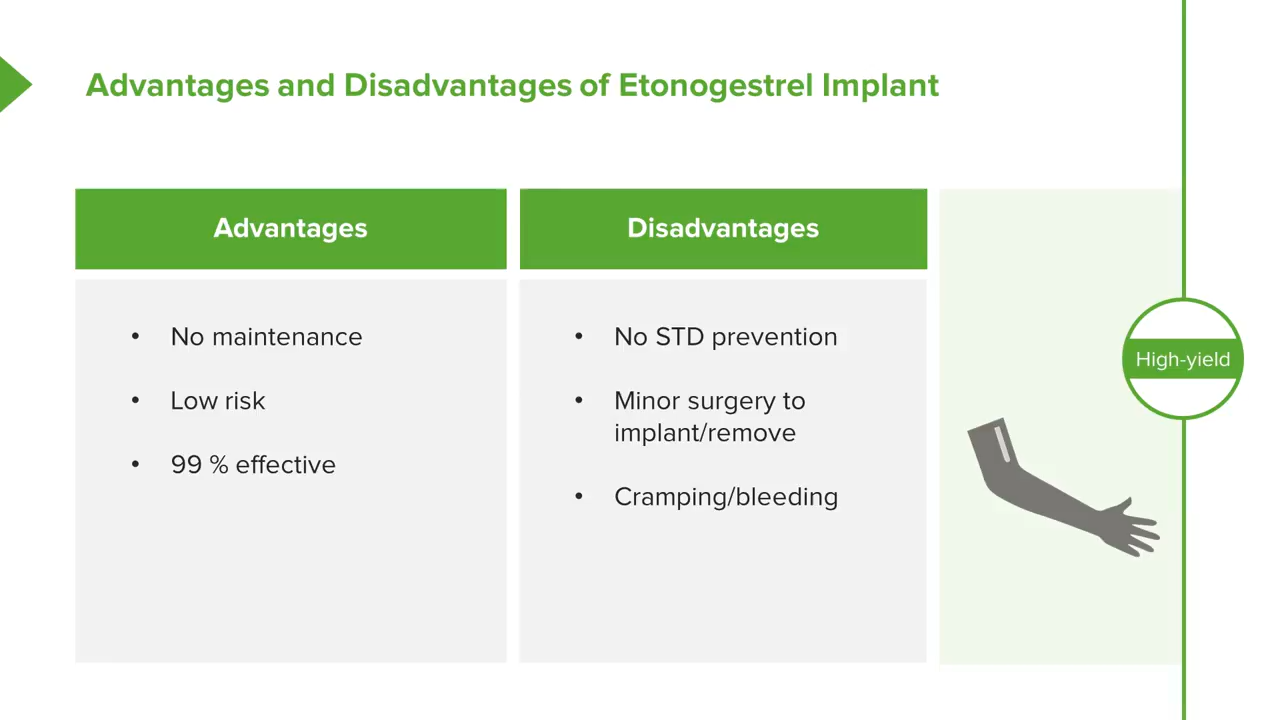 Advantages and Disadvantages of Etonogestrel Implant
Advantages
• No maintenance
• Low risk
• 99 % effective
Disadvantages
• No STD prevention
• Minor surgery to
implant/remove
• Cramping/bleeding
High-yield